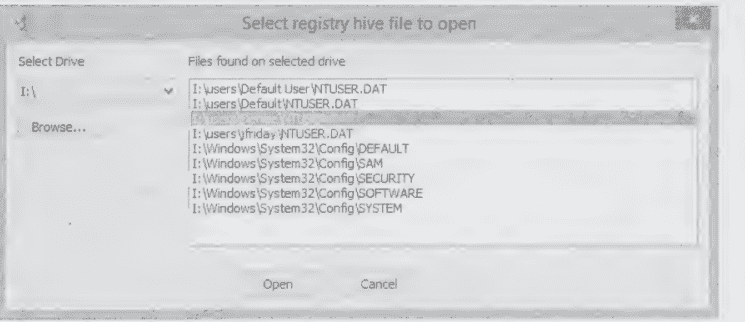 Select registry hive file to open
Select Drive
Files found on selected drive
I:\
I:\users\Default User\NTUSER.DAT
I:\users\Default\NTUSER.DAT
Browse...
I:\users\jfriday\NTUSER.DAT
I:\Windows\System32\Config\DEFAULT
I:\Windows\System32\Config\SAM
I:\Windows\System32\Config\SECURITY
I:\Windows\System32\Config\SOFTWARE
I:\Windows\System32\Config\SYSTEM
Open
Cancel